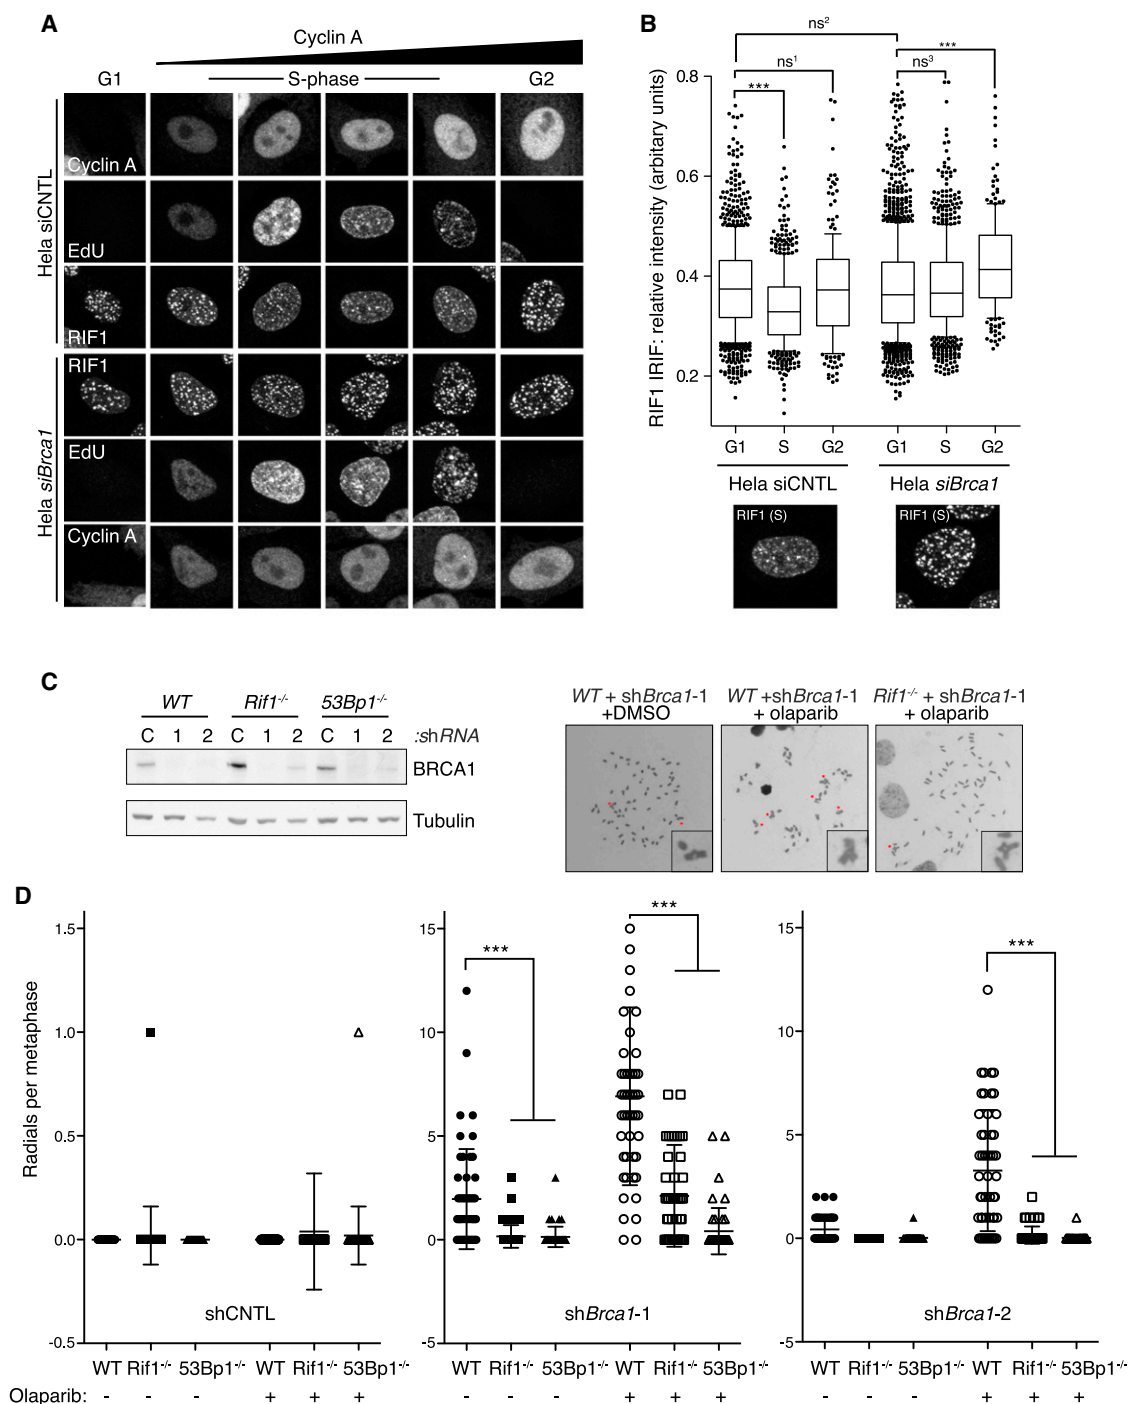 A
Cyclin A
G1
S-phase
G2
Hela siCNTL
Cyclin A
EdU
RIF1
Hela siBrca1
RIF1
EdU
Cyclin A
B
RIF1 IRIF: relative intensity (arbitary units)
0.8
0.6
0.4
0.2
ns²
***
ns¹
***
ns³
G1 S G2 G1 S G2
Hela siCNTL Hela siBrca1
RIF1 (S) RIF1 (S)
C
WT Rif1⁻/⁻ 53Bp1⁻/⁻
C 1 2 C 1 2 C 1 2 :shRNA
BRCA1
Tubulin
WT + shBrca1-1
+DMSO
WT +shBrca1-1
+ olaparib
Rif1⁻/⁻ + shBrca1-1
+ olaparib
D
Radials per metaphase
1.5
1.0
0.5
0.0
-0.5
shCNTL
WT Rif1⁻/⁻ 53Bp1⁻/⁻ WT Rif1⁻/⁻ 53Bp1⁻/⁻
Olaparib: - - - + + +
15
10
5
0
-5
***
***
shBrca1-1
WT Rif1⁻/⁻ 53Bp1⁻/⁻ WT Rif1⁻/⁻ 53Bp1⁻/⁻
- - - + + +
15
10
5
0
-5
***
shBrca1-2
WT Rif1⁻/⁻ 53Bp1⁻/⁻ WT Rif1⁻/⁻ 53Bp1⁻/⁻
- - - + + +